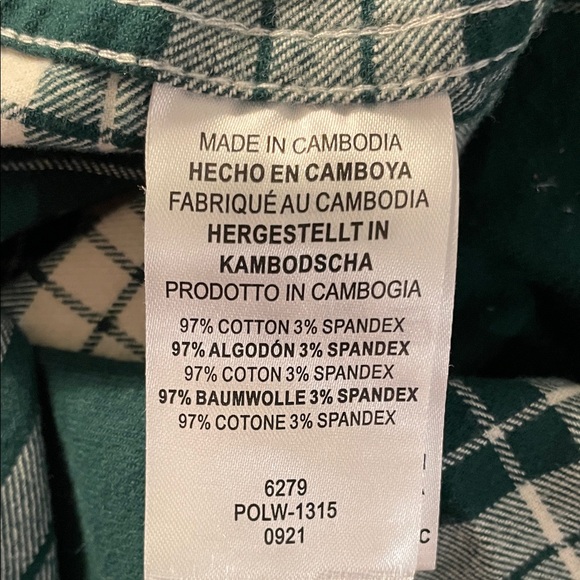 MADE IN CAMBODIA
HECHO EN CAMBOYA
FABRIQUÉ AU CAMBODIA
HERGESTELLT IN
KAMBODSCHA
PRODOTTO IN CAMBOGIA
97% COTTON 3% SPANDEX
97% ALGODÓN 3% SPANDEX
97% COTON 3% SPANDEX
97% BAUMWOLLE 3% SPANDEX
97% COTONE 3% SPANDEX
6279
POLW-1315
0921